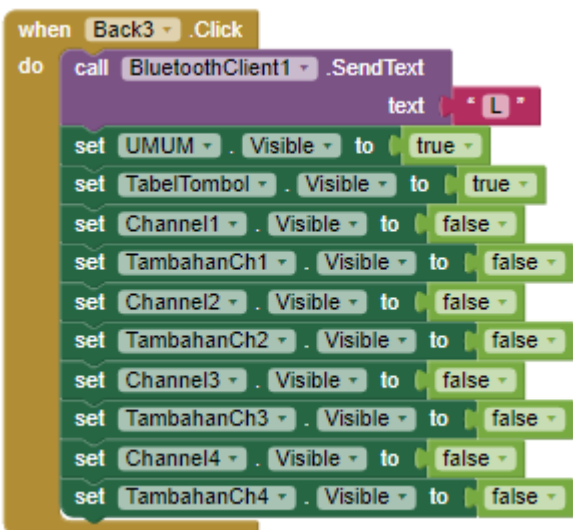 when Back3 .Click
do call BluetoothClient1 .SendText
text "L"
set UMUM . Visible to true
set TabelTombol . Visible to true
set Channel1 . Visible to false
set TambahanCh1 . Visible to false
set Channel2 . Visible to false
set TambahanCh2 . Visible to false
set Channel3 . Visible to false
set TambahanCh3 . Visible to false
set Channel4 . Visible to false
set TambahanCh4 . Visible to false